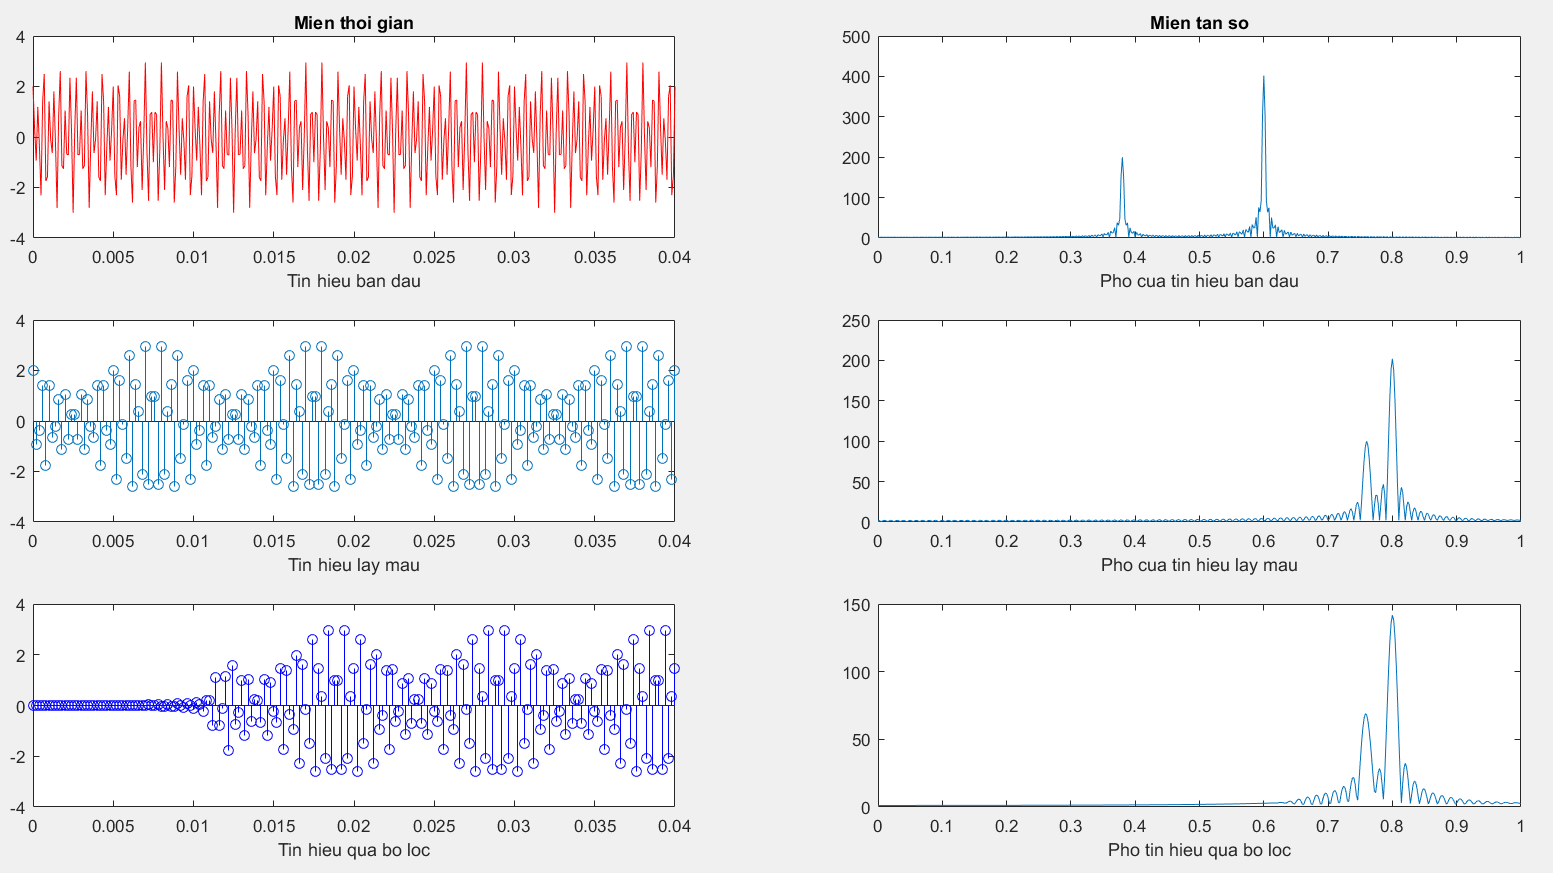 Mien thoi gian
4
2
0
-2
-4
0 0.005 0.01 0.015 0.02 0.025 0.03 0.035 0.04
Tin hieu ban dau
Mien tan so
500
400
300
200
100
0
0 0.1 0.2 0.3 0.4 0.5 0.6 0.7 0.8 0.9 1
Pho cua tin hieu ban dau
4
2
0
-2
-4
0 0.005 0.01 0.015 0.02 0.025 0.03 0.035 0.04
Tin hieu lay mau
250
200
150
100
50
0
0 0.1 0.2 0.3 0.4 0.5 0.6 0.7 0.8 0.9 1
Pho cua tin hieu lay mau
4
2
0
-2
-4
0 0.005 0.01 0.015 0.02 0.025 0.03 0.035 0.04
Tin hieu qua bo loc
150
100
50
0
0 0.1 0.2 0.3 0.4 0.5 0.6 0.7 0.8 0.9 1
Pho tin hieu qua bo loc